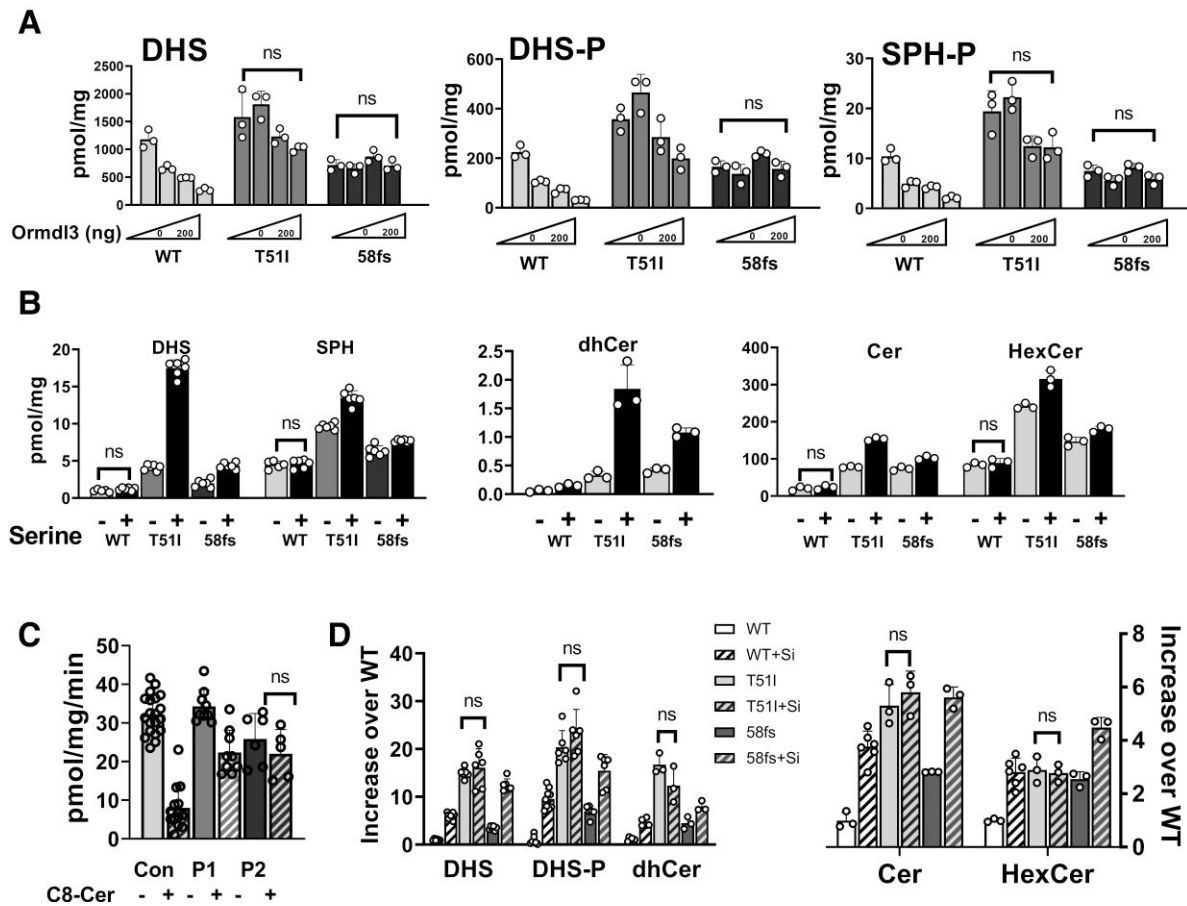 A
DHS
DHS-P
SPH-P
pmol/mg
2500
2000
1500
1000
500
0
ns
ns
Ormdl3 (ng)
0 200
0 200
0 200
WT
T51I
58fs
pmol/mg
600
400
200
0
ns
0 200
0 200
0 200
WT
T51I
58fs
pmol/mg
30
20
10
0
ns
ns
0 200
0 200
0 200
WT
T51I
58fs
B
pmol/mg
20
15
10
5
0
DHS
SPH
ns
ns
Serine
- + - + - + - + - + - +
WT T51I 58fs WT T51I 58fs
dhCer
2.5
2.0
1.5
1.0
0.5
0.0
- + - + - +
WT T51I 58fs
Cer
HexCer
400
300
200
100
0
ns
ns
- + - + - + - + - + - +
WT T51I 58fs WT T51I 58fs
C
pmol/mg/min
50
40
30
20
10
0
ns
Con P1 P2
C8-Cer - + - + - +
D
Increase over WT
40
30
20
10
0
ns
ns
ns
DHS DHS-P dhCer
WT
WT+Si
T51I
T51I+Si
58fs
58fs+Si
ns
ns
Cer HexCer
8
6
4
2
0
Increase over WT